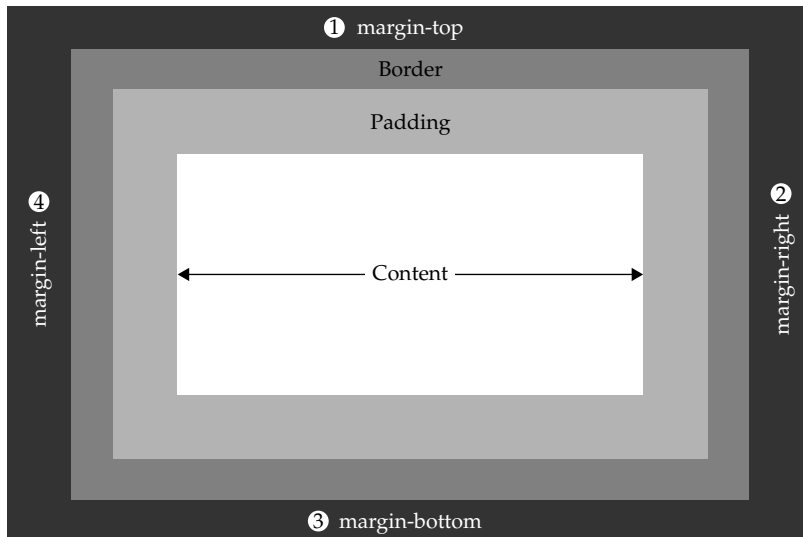 ❶ margin-top
Border
Padding
❹ margin-left
Content
❷ margin-right
❸ margin-bottom